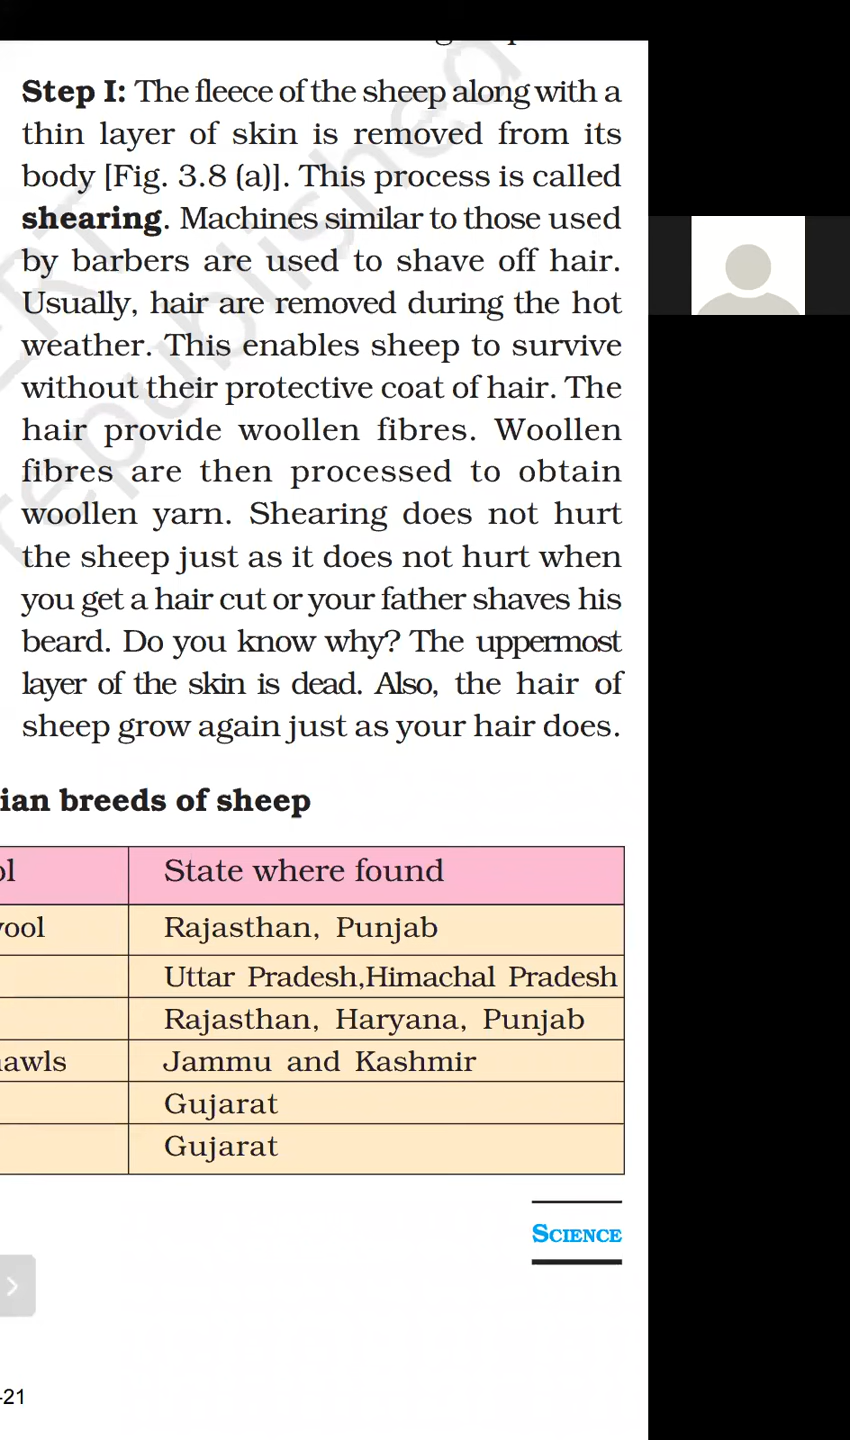 Step I: The fleece of the sheep along with a
thin layer of skin is removed from its
body [Fig. 3.8 (a)]. This process is called
shearing. Machines similar to those used
by barbers are used to shave off hair.
Usually, hair are removed during the hot
weather. This enables sheep to survive
without their protective coat of hair. The
hair provide woollen fibres. Woollen
fibres are then processed to obtain
woollen yarn. Shearing does not hurt
the sheep just as it does not hurt when
you get a hair cut or your father shaves his
beard. Do you know why? The uppermost
layer of the skin is dead. Also, the hair of
sheep grow again just as your hair does.
ian breeds of sheep
ol State where found
ool Rajasthan, Punjab
Uttar Pradesh,Himachal Pradesh
Rajasthan, Haryana, Punjab
awls Jammu and Kashmir
Gujarat
Gujarat
SCIENCE
-21
republished